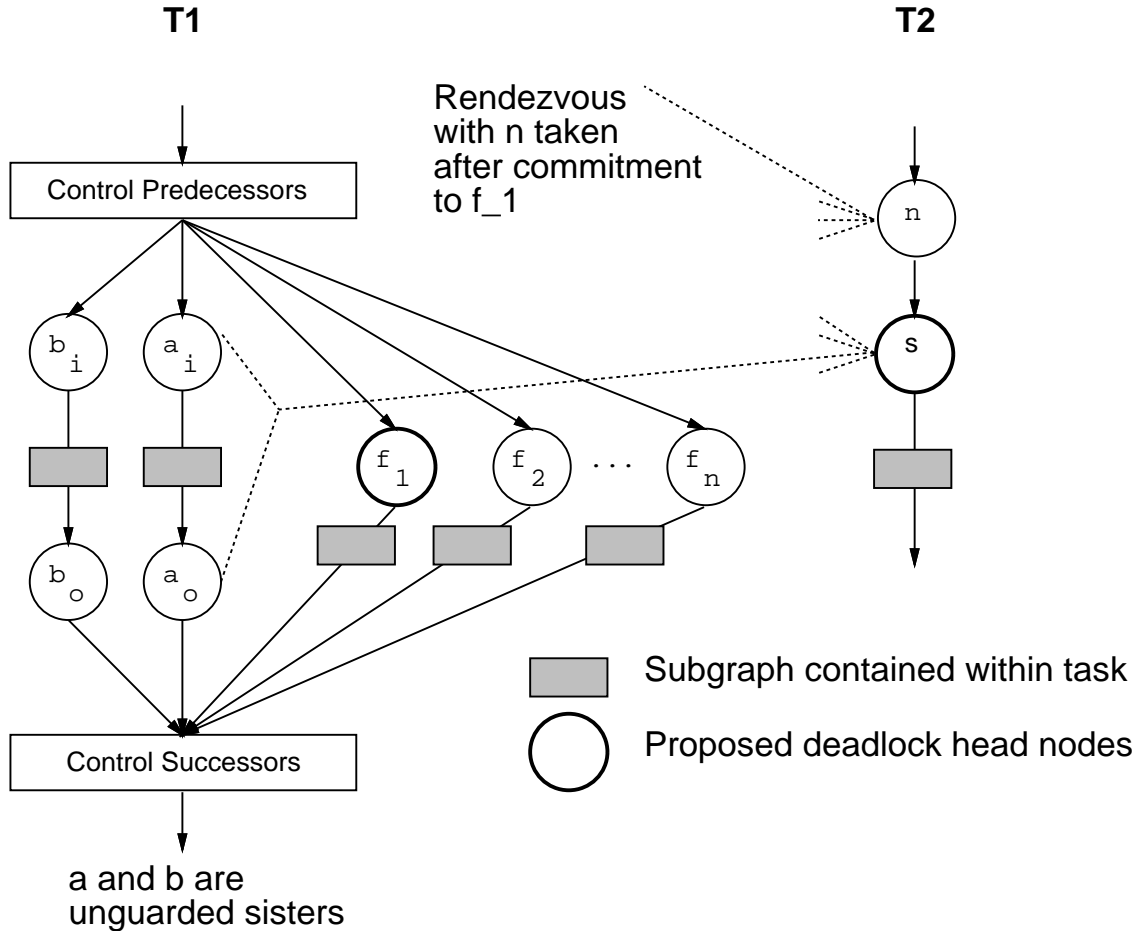 T1
T2
Rendezvous
with n taken
after commitment
to f_1
Control Predecessors
n
b i
a i
s
f 1
f 2
...
f n
b o
a o
Subgraph contained within task
Proposed deadlock head nodes
Control Successors
a and b are
unguarded sisters